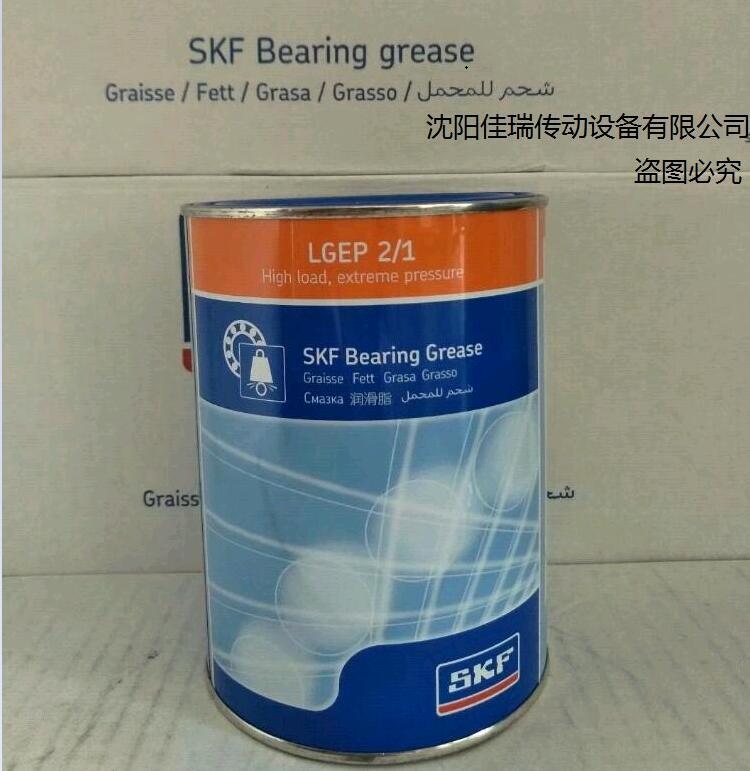 SKF Bearing grease
Graisse / Fett / Grasa / Grasso / شحم للمحمل
沈阳佳瑞传动设备有限公司
盗图必究
LGEP 2/1
High load, extreme pressure
SKF Bearing Grease
Graisse Fett Grasa Grasso
Смазка 润滑脂 شحم للمحمل
Graiss
SKF